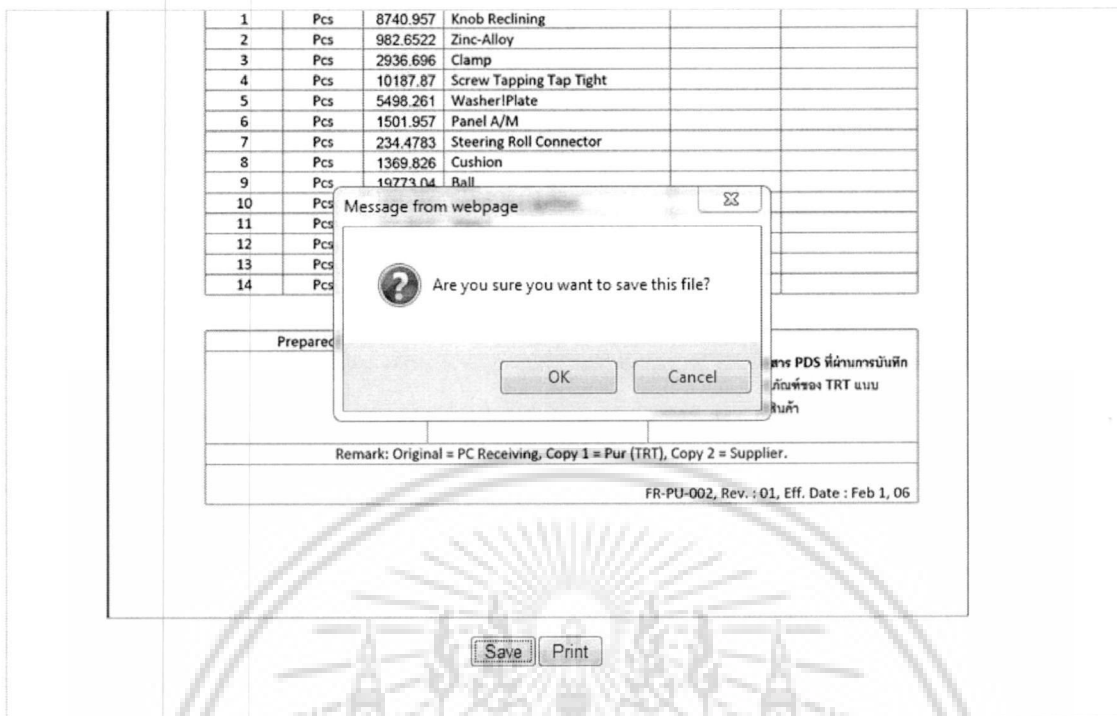 1 Pcs 8740.957 Knob Reclining
2 Pcs 982.6522 Zinc-Alloy
3 Pcs 2936.696 Clamp
4 Pcs 10187.87 Screw Tapping Tap Tight
5 Pcs 5498.261 Washer!Plate
6 Pcs 1501.957 Panel A/M
7 Pcs 234.4783 Steering Roll Connector
8 Pcs 1369.826 Cushion
9 Pcs 19773.04 Ball
10 Pcs
11 Pcs
12 Pcs
13 Pcs
14 Pcs
Message from webpage
Are you sure you want to save this file?
OK Cancel
Prepared
สาร PDS ที่ผ่านการบันทึก
ภัณฑ์ของ TRT แนบ
สินค้า
Remark: Original = PC Receiving, Copy 1 = Pur (TRT), Copy 2 = Supplier.
FR-PU-002, Rev. : 01, Eff. Date : Feb 1, 06
Save Print